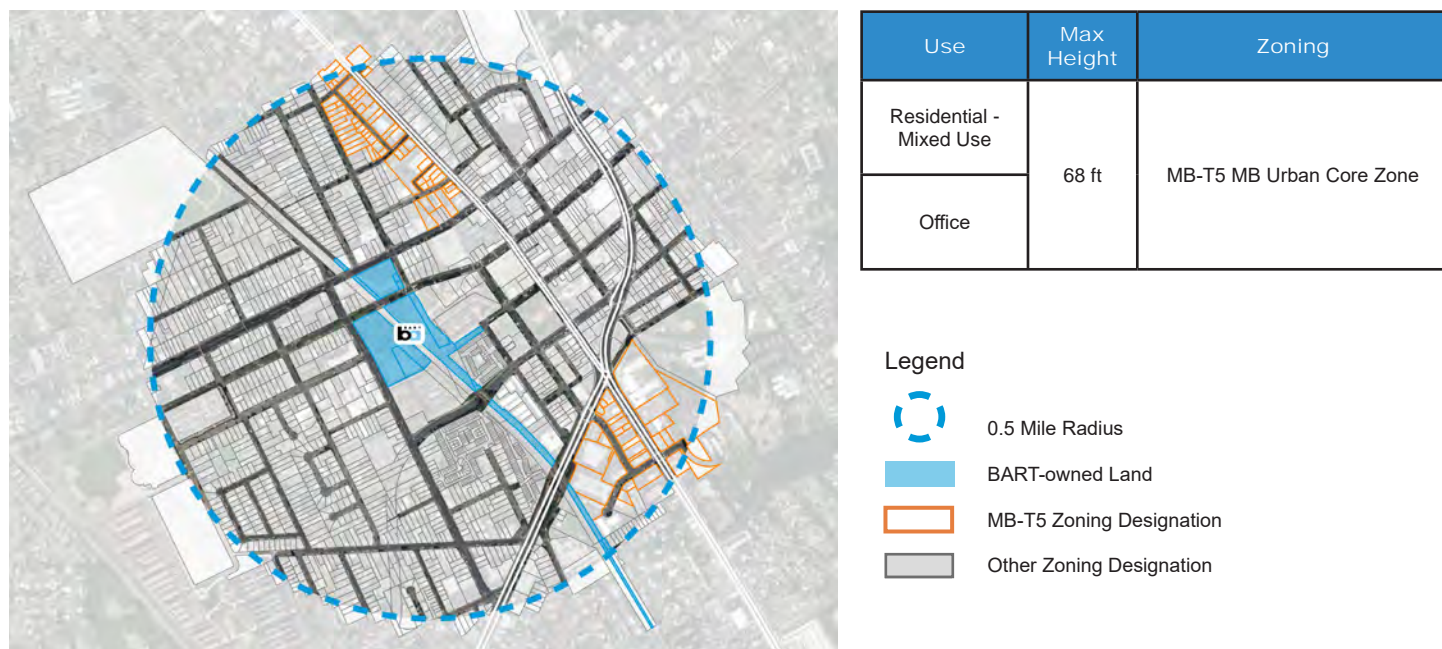 Use
Max
Height
Zoning
Residential -
Mixed Use
68 ft
MB-T5 MB Urban Core Zone
Office
Legend
0.5 Mile Radius
BART-owned Land
MB-T5 Zoning Designation
Other Zoning Designation
ba